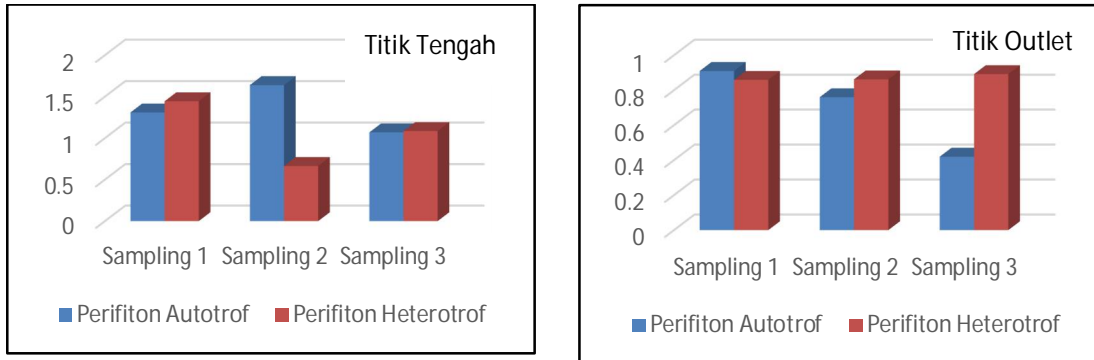 Titik Tengah
2
1.5
1
0.5
0
Sampling 1 Sampling 2 Sampling 3
Perifiton Autotrof Perifiton Heterotrof
Titik Outlet
1
0.8
0.6
0.4
0.2
0
Sampling 1 Sampling 2 Sampling 3
Perifiton Autotrof Perifiton Heterotrof